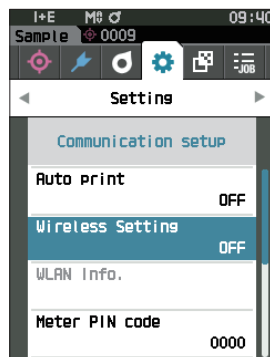 I+E M0 09:40
Sample 0009
-JOB
Setting
Communication setup
Auto print
OFF
Wireless Setting
OFF
WLAN Info.
Meter PIN code
0000